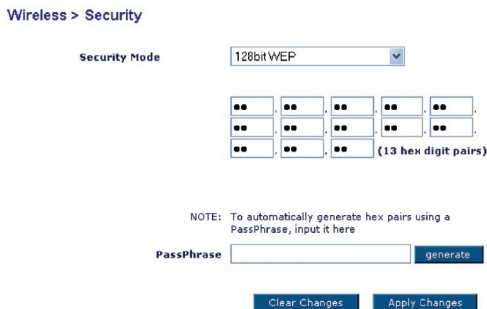 Wireless > Security
Security Mode 128bit WEP
•• . •• . •• . •• . •• .
•• . •• . •• . •• . •• .
•• . •• . •• (13 hex digit pairs)
NOTE: To automatically generate hex pairs using a
PassPhrase, input it here
PassPhrase generate
Clear Changes Apply Changes